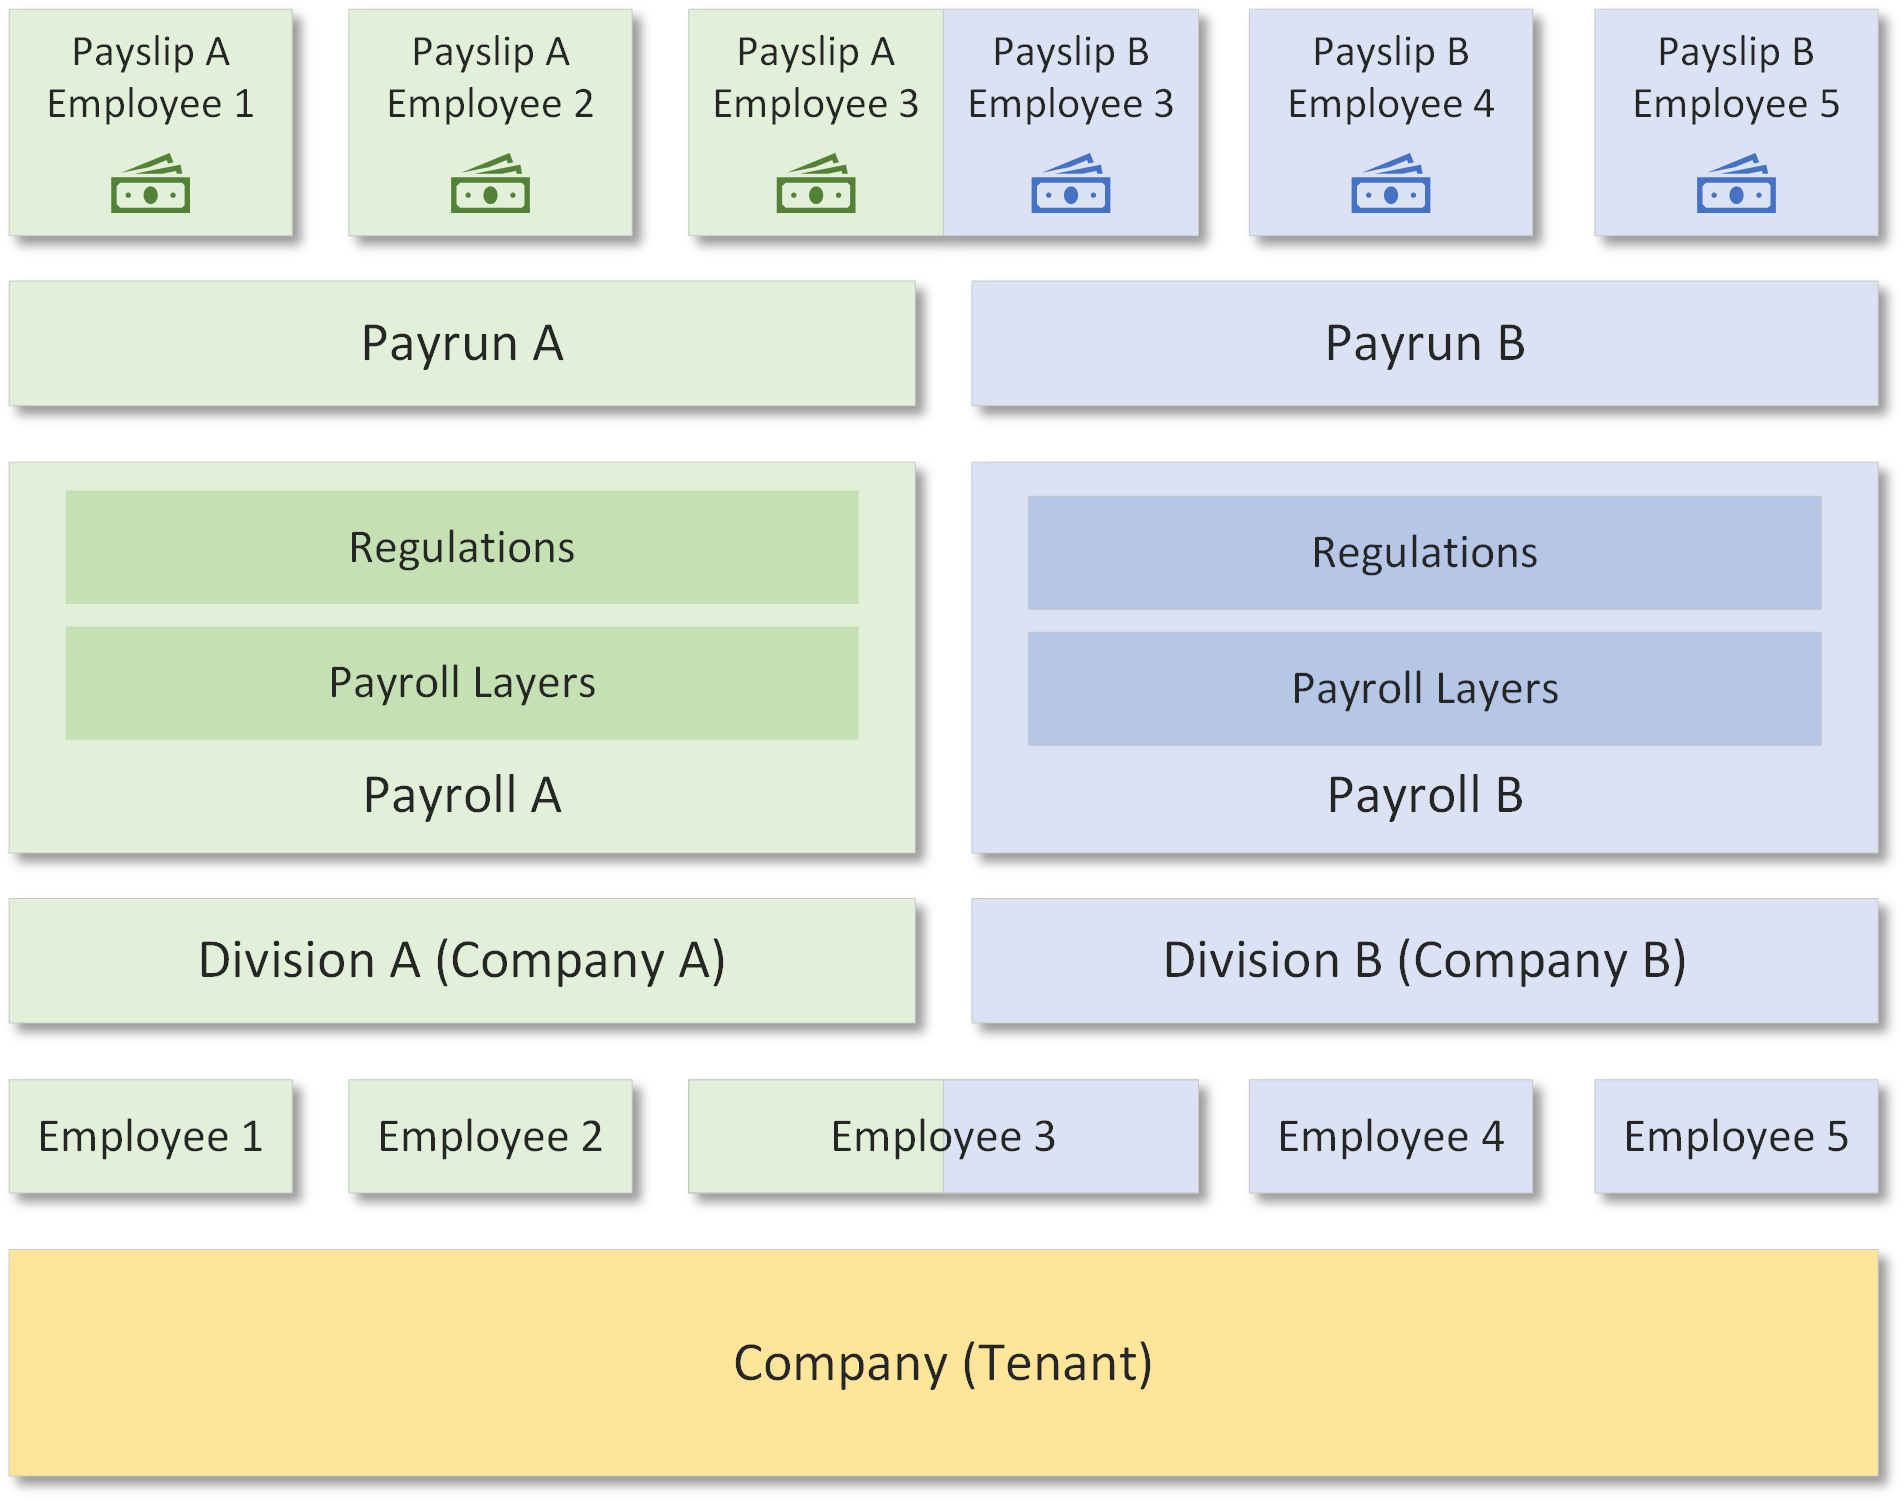 Payslip A
Employee 1
Payslip A
Employee 2
Payslip A
Employee 3
Payslip B
Employee 3
Payslip B
Employee 4
Payslip B
Employee 5
Payrun A
Payrun B
Regulations
Payroll Layers
Payroll A
Regulations
Payroll Layers
Payroll B
Division A (Company A)
Division B (Company B)
Employee 1
Employee 2
Employee 3
Employee 4
Employee 5
Company (Tenant)